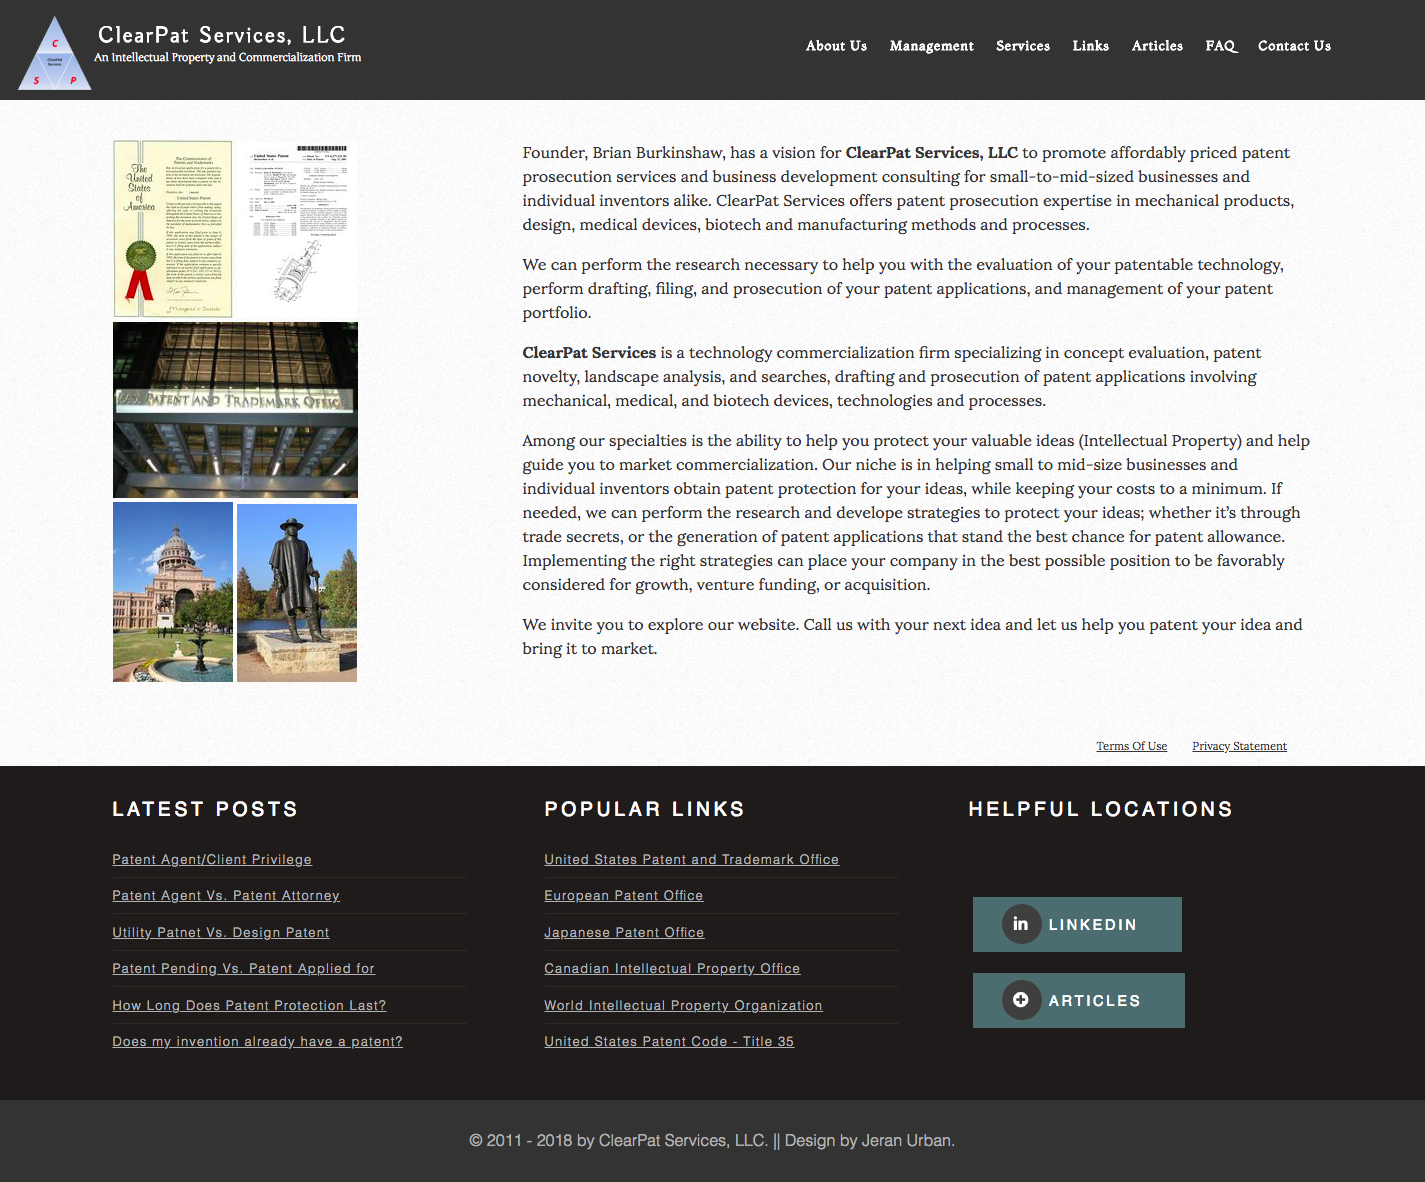 C
ClearPat
Services
S P
ClearPat Services, LLC
An Intellectual Property and Commercialization Firm
About Us Management Services Links Articles FAQ Contact Us
The
United
States
of
America
The Commissioner of
Patents and Trademarks
United States Patent
United States Patent
PATENT AND TRADEMARK OFFICE
Founder, Brian Burkinshaw, has a vision for ClearPat Services, LLC to promote affordably priced patent
prosecution services and business development consulting for small-to-mid-sized businesses and
individual inventors alike. ClearPat Services offers patent prosecution expertise in mechanical products,
design, medical devices, biotech and manufacturing methods and processes.
We can perform the research necessary to help you with the evaluation of your patentable technology,
perform drafting, filing, and prosecution of your patent applications, and management of your patent
portfolio.
ClearPat Services is a technology commercialization firm specializing in concept evaluation, patent
novelty, landscape analysis, and searches, drafting and prosecution of patent applications involving
mechanical, medical, and biotech devices, technologies and processes.
Among our specialties is the ability to help you protect your valuable ideas (Intellectual Property) and help
guide you to market commercialization. Our niche is in helping small to mid-size businesses and
individual inventors obtain patent protection for your ideas, while keeping your costs to a minimum. If
needed, we can perform the research and develope strategies to protect your ideas; whether it’s through
trade secrets, or the generation of patent applications that stand the best chance for patent allowance.
Implementing the right strategies can place your company in the best possible position to be favorably
considered for growth, venture funding, or acquisition.
We invite you to explore our website. Call us with your next idea and let us help you patent your idea and
bring it to market.
Terms Of Use Privacy Statement
LATEST POSTS
Patent Agent/Client Privilege
Patent Agent Vs. Patent Attorney
Utility Patnet Vs. Design Patent
Patent Pending Vs. Patent Applied for
How Long Does Patent Protection Last?
Does my invention already have a patent?
POPULAR LINKS
United States Patent and Trademark Office
European Patent Office
Japanese Patent Office
Canadian Intellectual Property Office
World Intellectual Property Organization
United States Patent Code - Title 35
HELPFUL LOCATIONS
in LINKEDIN
ARTICLES
© 2011 - 2018 by ClearPat Services, LLC. || Design by Jeran Urban.